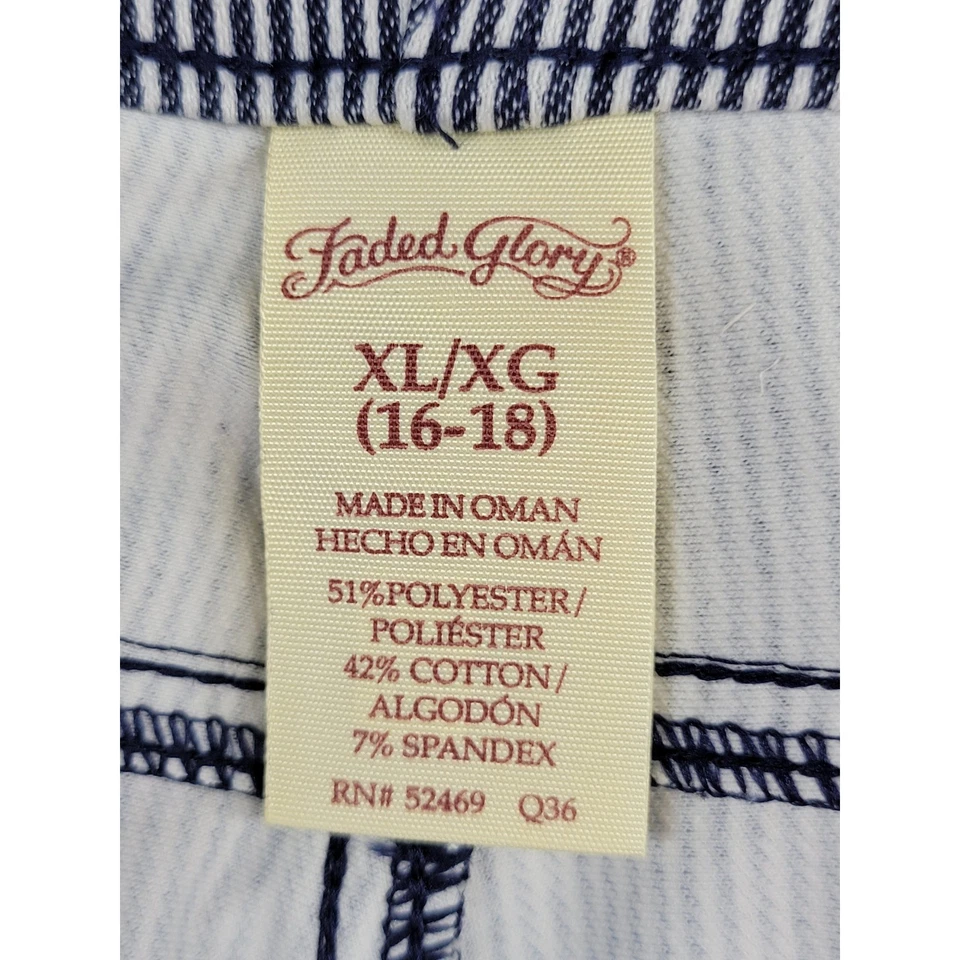 Faded Glory®
XL/XG
(16-18)
MADE IN OMAN
HECHO EN OMÁN
51%POLYESTER/
POLIÉSTER
42% COTTON/
ALGODÓN
7% SPANDEX
RN# 52469 Q36